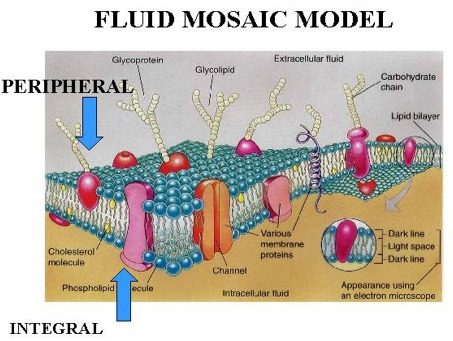 FLUID MOSAIC MODEL
Glycoprotein
Extracellular fluid
Glycolipid
Carbohydrate
chain
PERIPHERAL
Lipid bilayer
Various
membrane
proteins
Dark line
Light space
Dark line
Cholesterol
molecule
Channel
Phospholipid
ecule
Intracellular fluid
Appearance using
an electron microscope
INTEGRAL